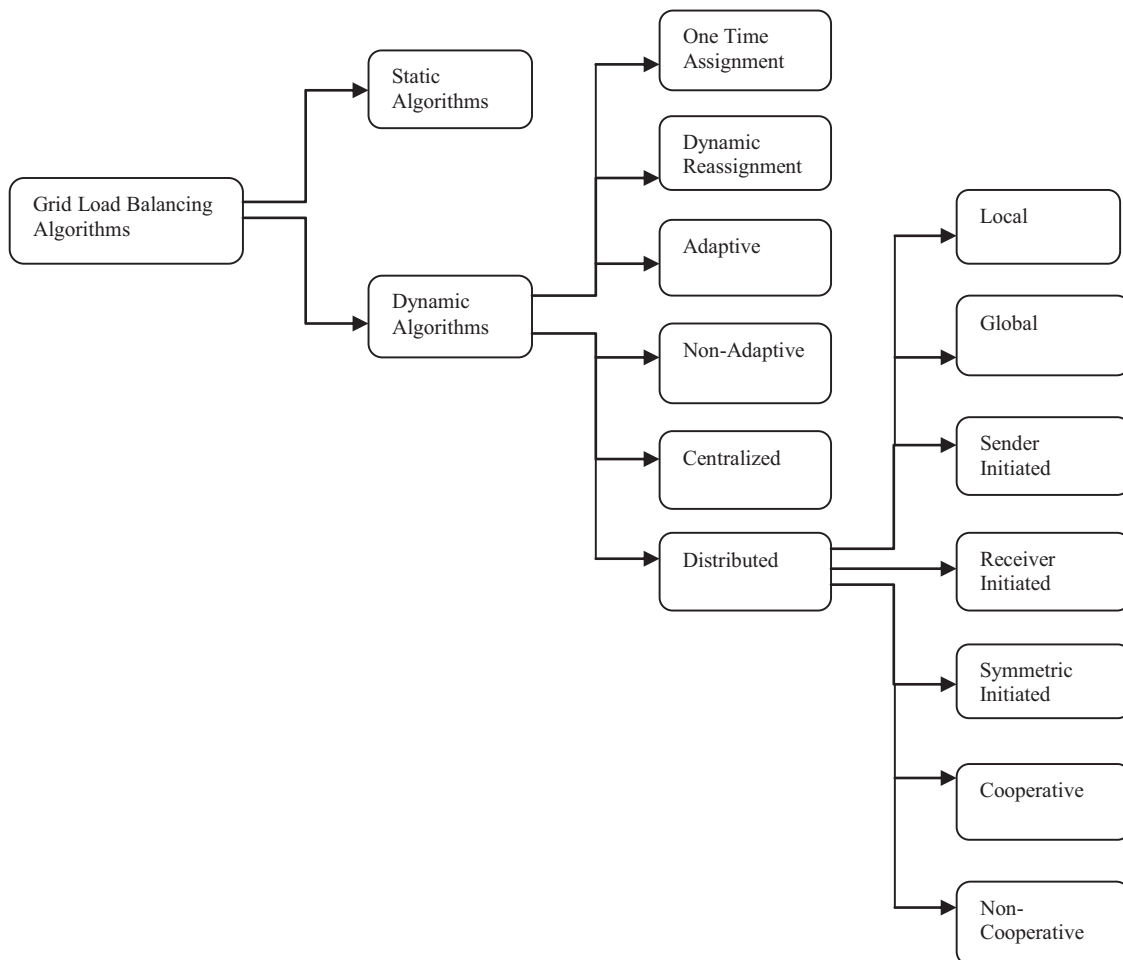 Grid Load Balancing
Algorithms
Static
Algorithms
Dynamic
Algorithms
One Time
Assignment
Dynamic
Reassignment
Adaptive
Non-Adaptive
Centralized
Distributed
Local
Global
Sender
Initiated
Receiver
Initiated
Symmetric
Initiated
Cooperative
Non-
Cooperative